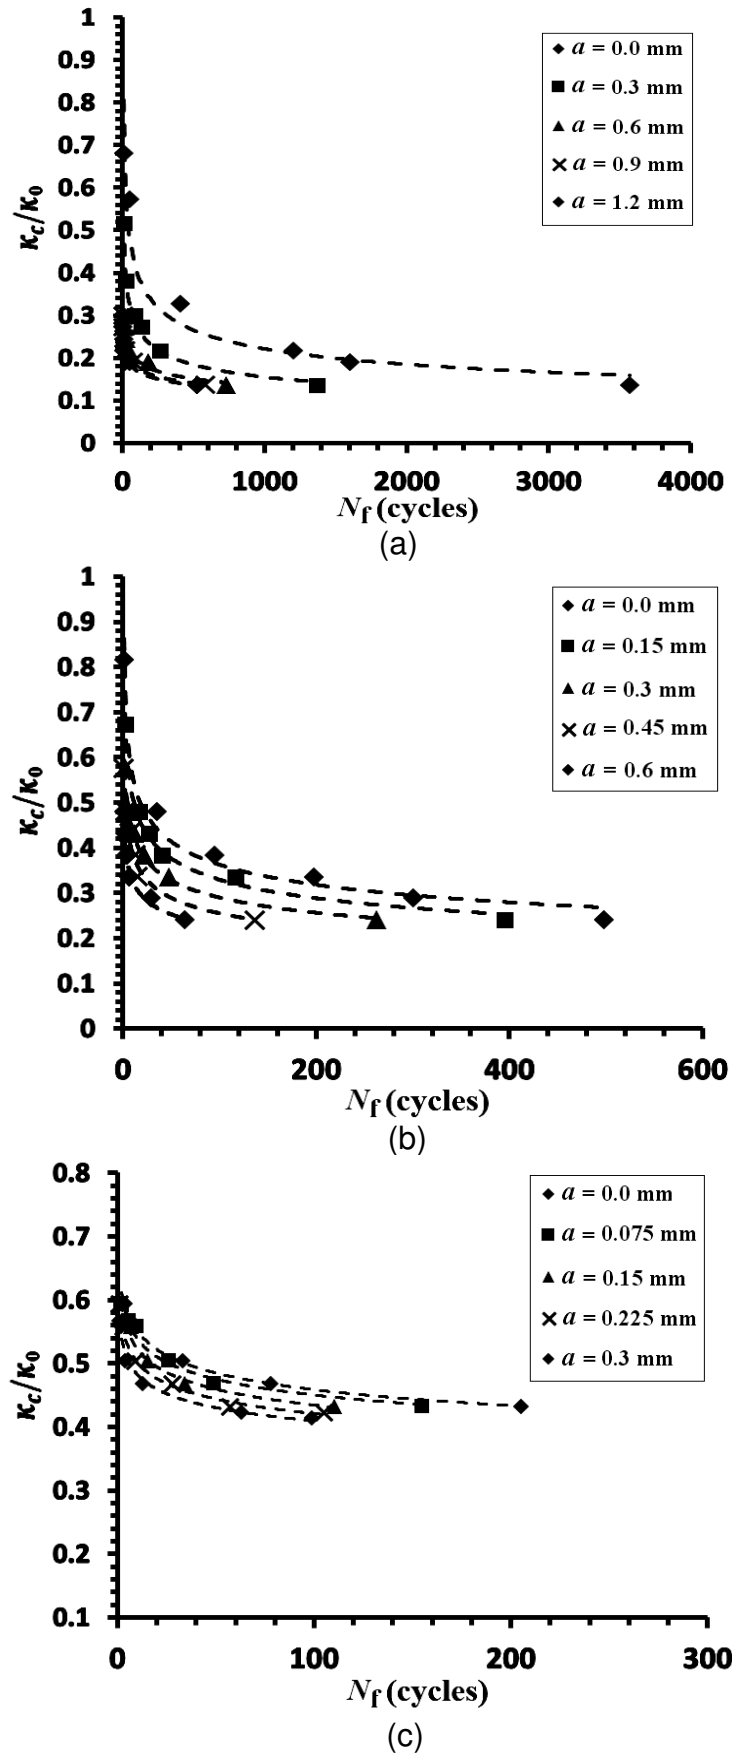 1
0.9
0.8
0.7
0.6
0.5
0.4
0.3
0.2
0.1
0
κc/κ0
a = 0.0 mm
a = 0.3 mm
a = 0.6 mm
a = 0.9 mm
a = 1.2 mm
0 1000 2000 3000 4000
Nf (cycles)
(a)
1
0.9
0.8
0.7
0.6
0.5
0.4
0.3
0.2
0.1
0
κc/κ0
a = 0.0 mm
a = 0.15 mm
a = 0.3 mm
a = 0.45 mm
a = 0.6 mm
0 200 400 600
Nf (cycles)
(b)
0.8
0.7
0.6
0.5
0.4
0.3
0.2
0.1
κc/κ0
a = 0.0 mm
a = 0.075 mm
a = 0.15 mm
a = 0.225 mm
a = 0.3 mm
0 100 200 300
Nf (cycles)
(c)